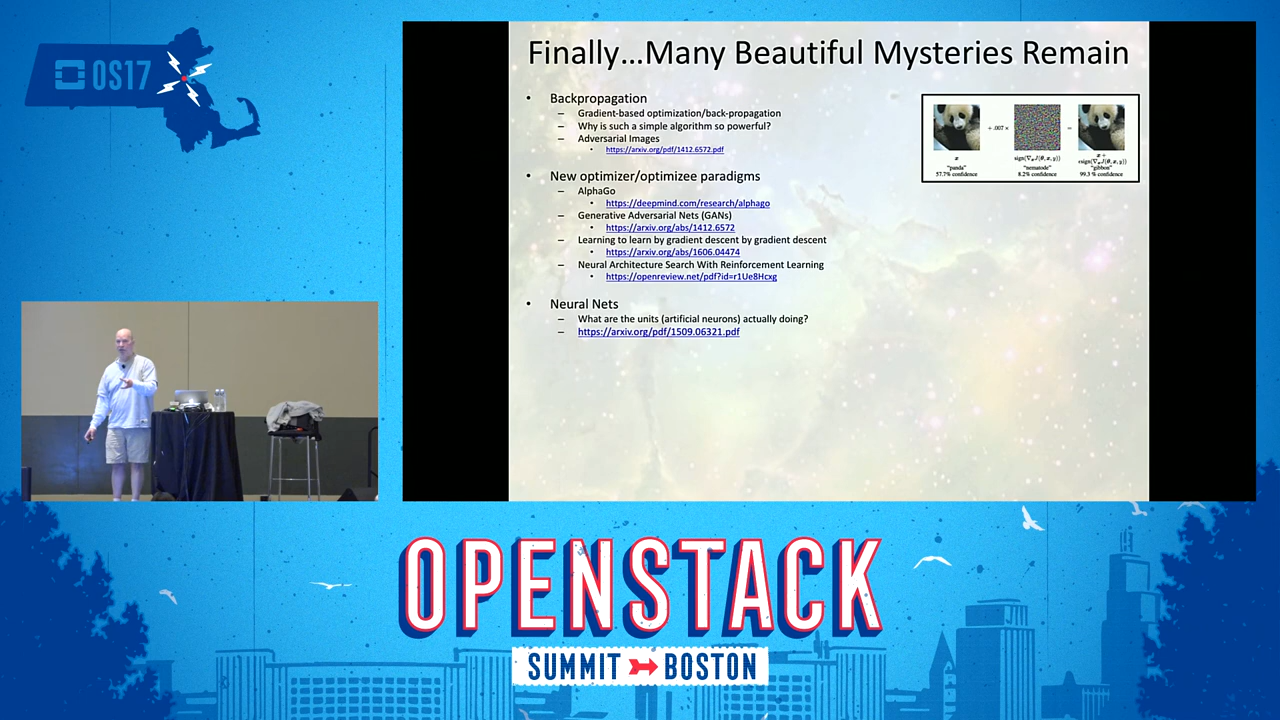 OS17
Finally...Many Beautiful Mysteries Remain
• Backpropagation
– Gradient-based optimization/back-propagation
– Why is such a simple algorithm so powerful?
– Adversarial Images
• https://arxiv.org/pdf/1412.6572.pdf
• New optimizer/optimizee paradigms
– AlphaGo
• https://deepmind.com/research/alphago
– Generative Adversarial Nets (GANs)
• https://arxiv.org/abs/1412.6572
– Learning to learn by gradient descent by gradient descent
• https://arxiv.org/abs/1606.04474
– Neural Architecture Search With Reinforcement Learning
• https://openreview.net/pdf?id=r1Ue8Hcxg
• Neural Nets
– What are the units (artificial neurons) actually doing?
– https://arxiv.org/pdf/1509.06321.pdf
+ .007 × =
x
"panda"
57.7% confidence
sign(∇ₓJ(θ, x, y))
"nematode"
8.2% confidence
x +
εsign(∇ₓJ(θ, x, y))
"gibbon"
99.3 % confidence
OPENSTACK
SUMMIT BOSTON